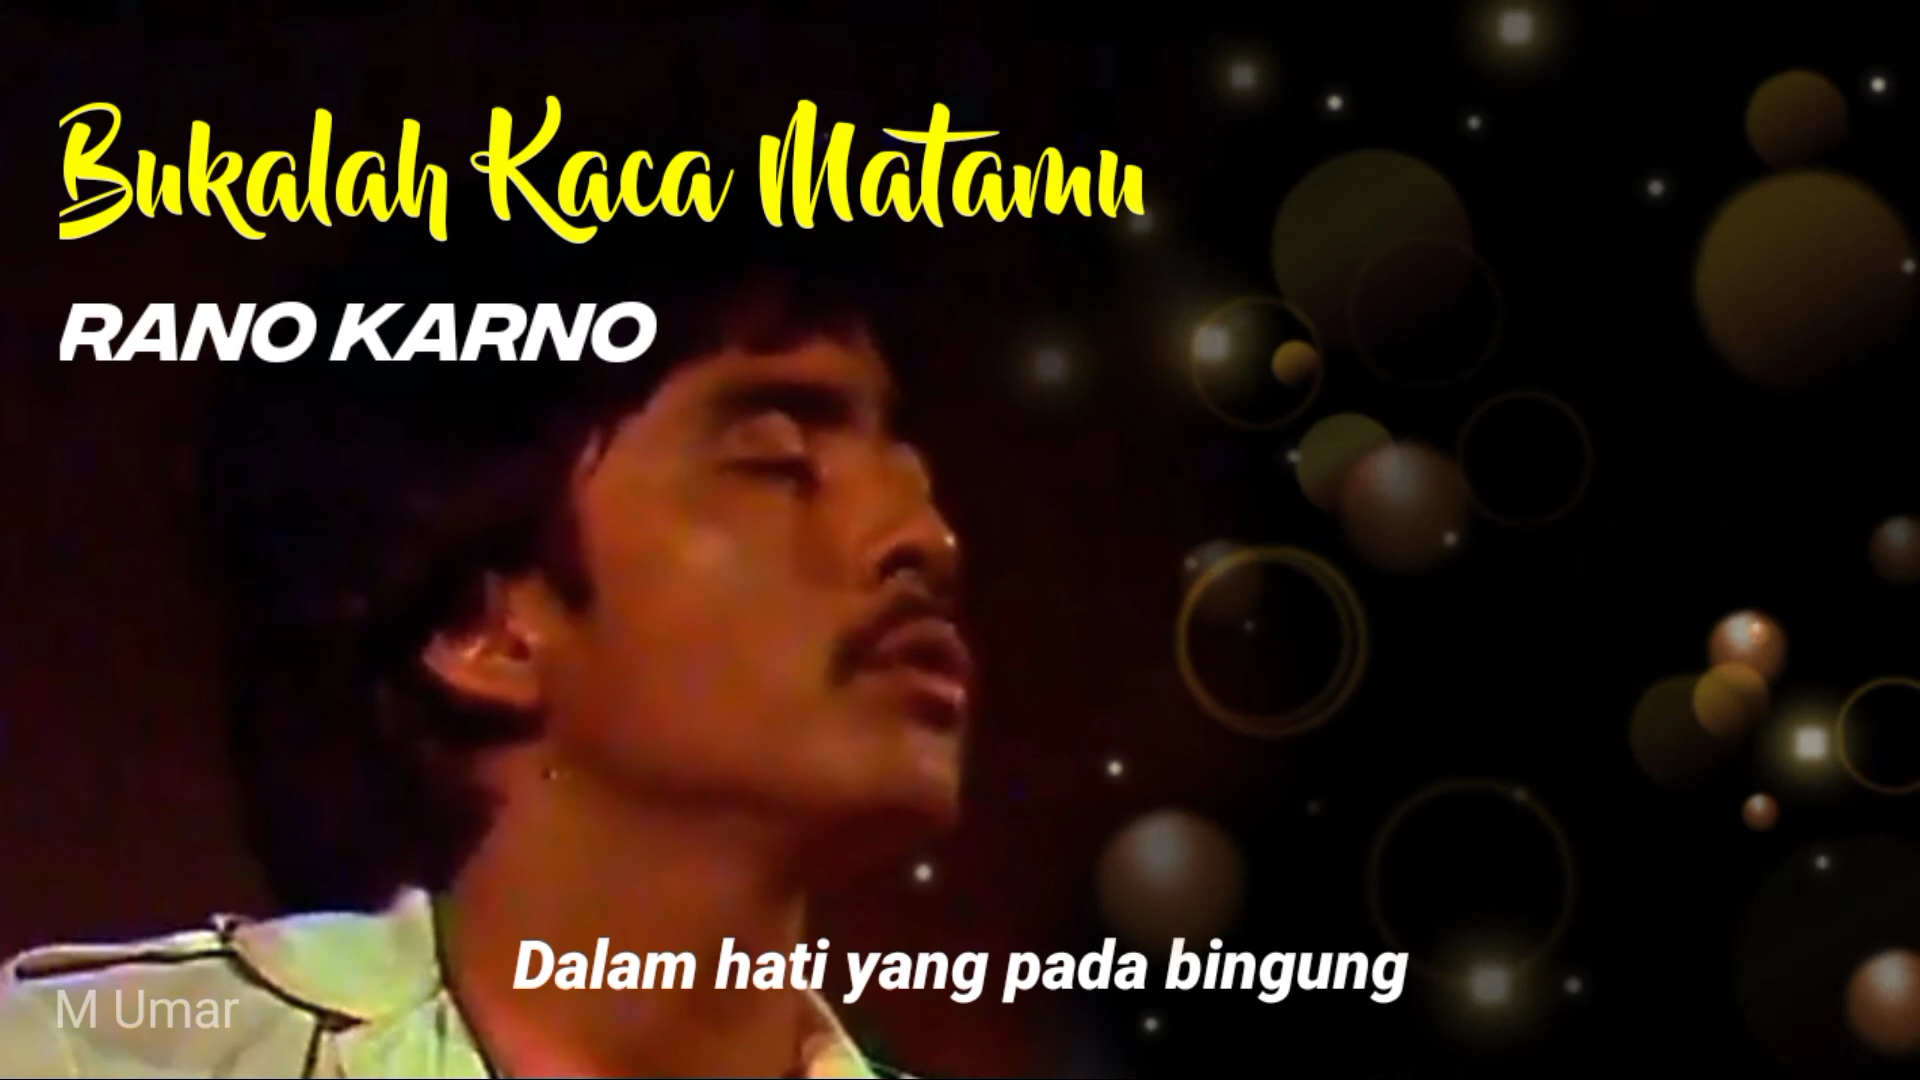 Bukalah Kaca Matamu
RANO KARNO
Dalam hati yang pada bingung
M Umar